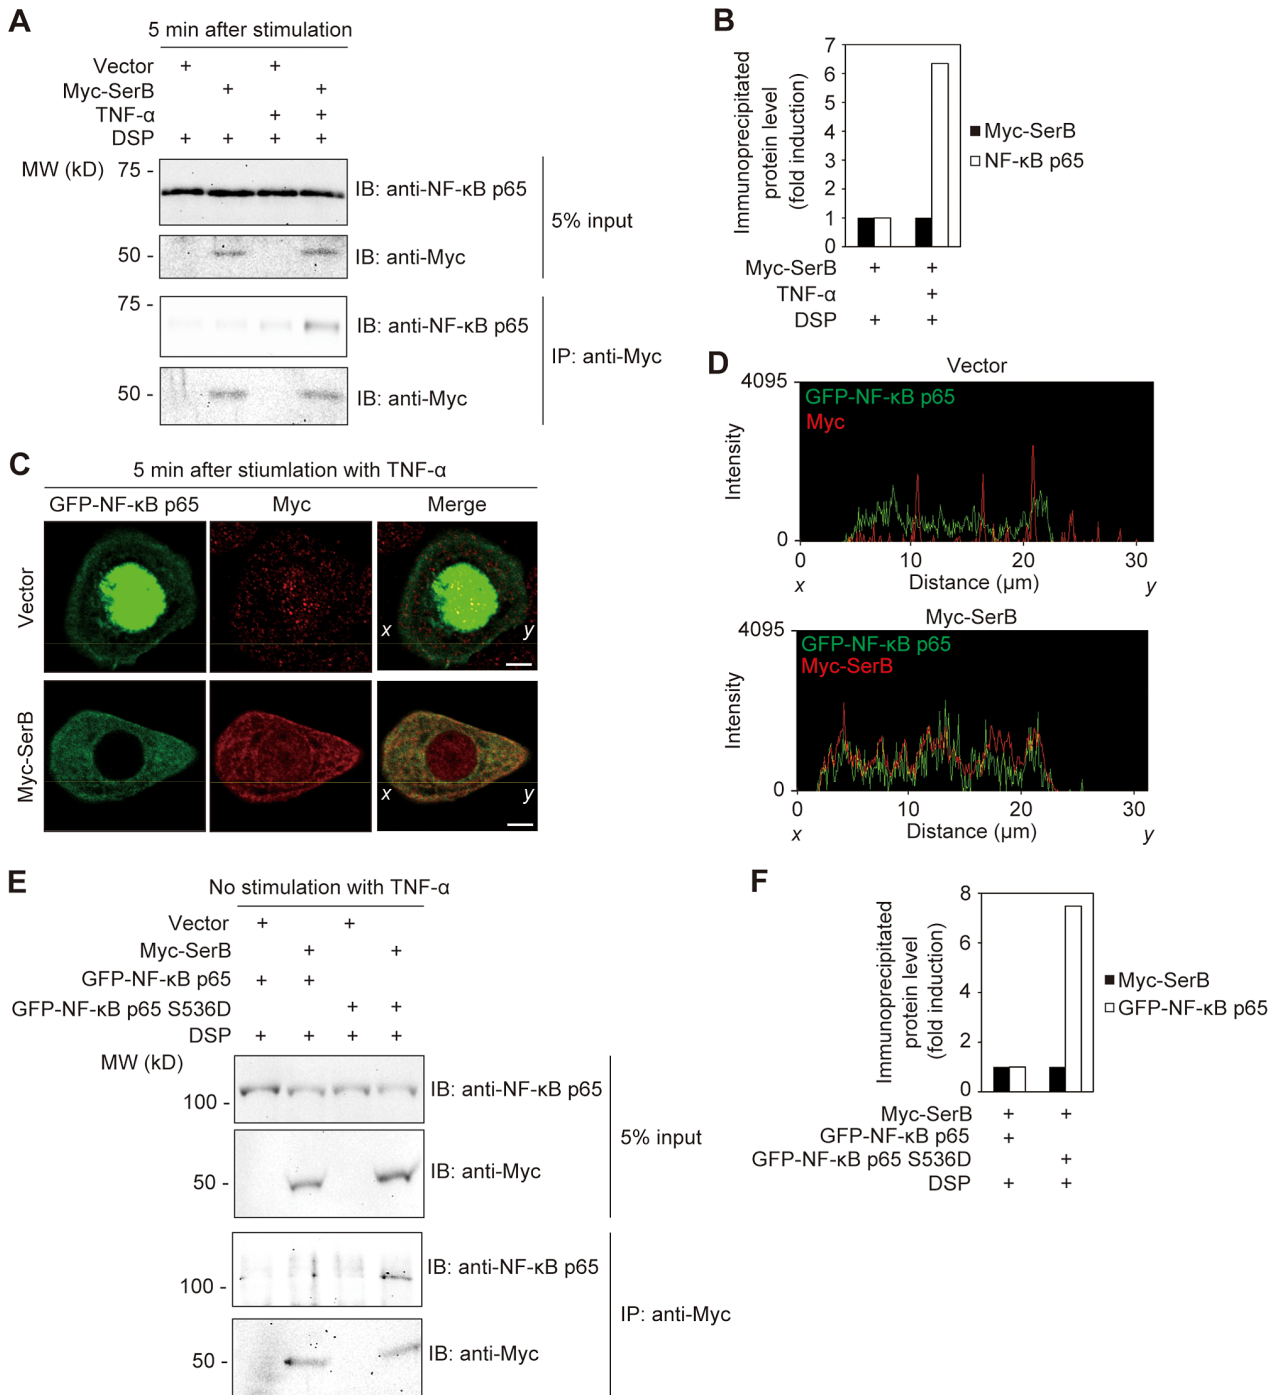 A
5 min after stimulation
Vector + +
Myc-SerB + +
TNF-α + +
DSP + + + +
MW (kD)
75 -
IB: anti-NF-κB p65
50 -
IB: anti-Myc
5% input
75 -
IB: anti-NF-κB p65
50 -
IB: anti-Myc
IP: anti-Myc
B
Immunoprecipitated
protein level
(fold induction)
7
6
5
4
3
2
1
0
Myc-SerB
NF-κB p65
Myc-SerB + +
TNF-α +
DSP + +
C
5 min after stiumlation with TNF-α
GFP-NF-κB p65 Myc Merge
Vector
x y
Myc-SerB
x y
D
Vector
4095
GFP-NF-κB p65
Myc
Intensity
0
0 10 20 30
x Distance (μm) y
Myc-SerB
4095
GFP-NF-κB p65
Myc-SerB
Intensity
0
0 10 20 30
x Distance (μm) y
E
No stimulation with TNF-α
Vector + +
Myc-SerB + +
GFP-NF-κB p65 + +
GFP-NF-κB p65 S536D + +
DSP + + + +
MW (kD)
100 -
IB: anti-NF-κB p65
50 -
IB: anti-Myc
5% input
100 -
IB: anti-NF-κB p65
50 -
IB: anti-Myc
IP: anti-Myc
F
Immunoprecipitated
protein level
(fold induction)
8
6
4
2
0
Myc-SerB
GFP-NF-κB p65
Myc-SerB + +
GFP-NF-κB p65 +
GFP-NF-κB p65 S536D +
DSP + +